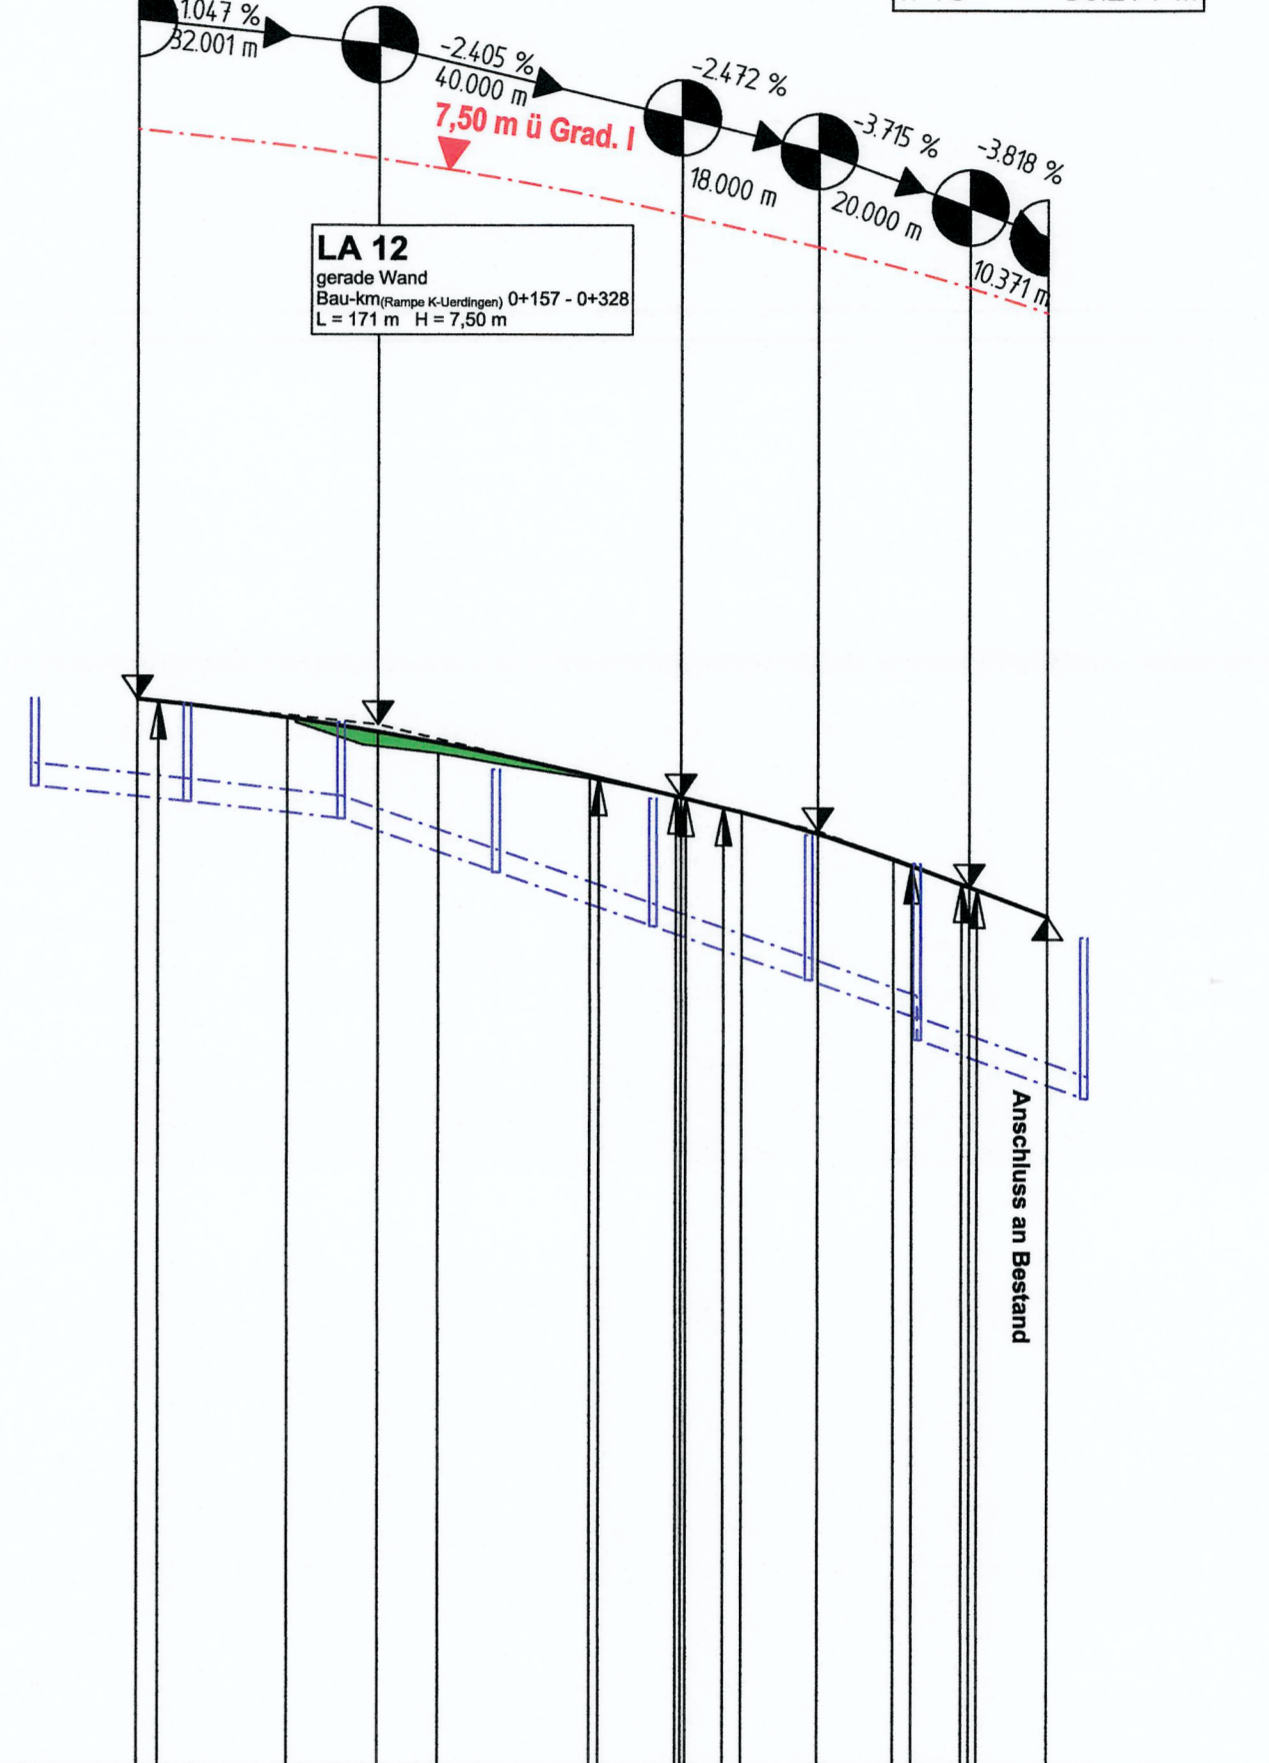 1.047 %
32.001 m
-2.405 %
40.000 m
-2.472 %
18.000 m
-3.715 %
20.000 m
-3.818 %
10.371 m
7,50 m ü Grad. I
LA 12
gerade Wand
Bau-km(Rampe K-Uerdingen) 0+157 - 0+328
L = 171 m H = 7,50 m
Anschluss an Bestand